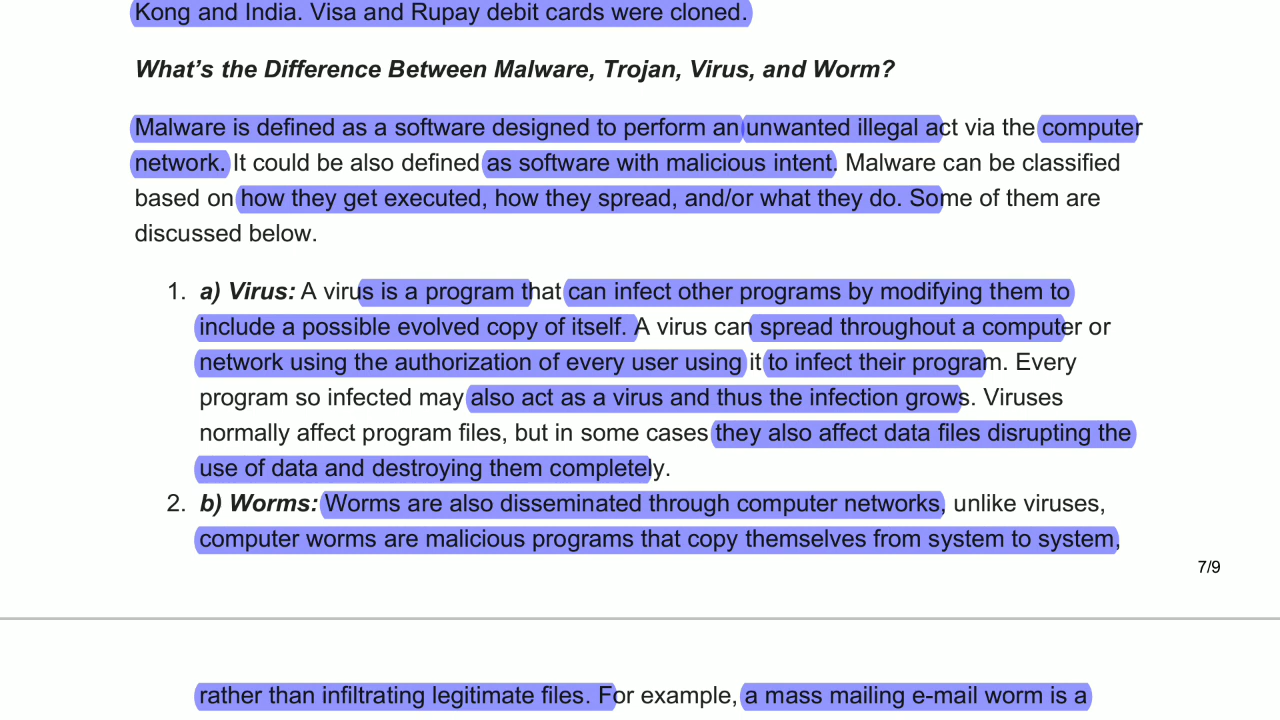 Kong and India. Visa and Rupay debit cards were cloned.
What’s the Difference Between Malware, Trojan, Virus, and Worm?
Malware is defined as a software designed to perform an unwanted illegal act via the computer
network. It could be also defined as software with malicious intent. Malware can be classified
based on how they get executed, how they spread, and/or what they do. Some of them are
discussed below.
1. a) Virus: A virus is a program that can infect other programs by modifying them to
include a possible evolved copy of itself. A virus can spread throughout a computer or
network using the authorization of every user using it to infect their program. Every
program so infected may also act as a virus and thus the infection grows. Viruses
normally affect program files, but in some cases they also affect data files disrupting the
use of data and destroying them completely.
2. b) Worms: Worms are also disseminated through computer networks, unlike viruses,
computer worms are malicious programs that copy themselves from system to system,
7/9
rather than infiltrating legitimate files. For example, a mass mailing e-mail worm is a